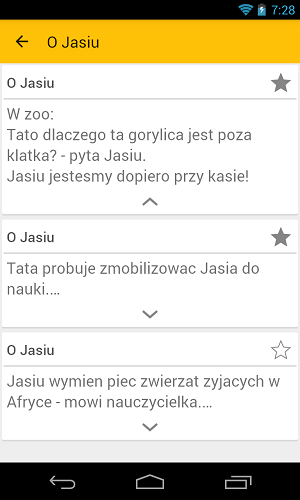 7:28
O Jasiu
O Jasiu
W zoo:
Tato dlaczego ta gorylica jest poza
klatka? - pyta Jasiu.
Jasiu jestesmy dopiero przy kasie!
O Jasiu
Tata probuje zmobilizowac Jasia do
nauki....
O Jasiu
Jasiu wymien piec zwierzat zyjacych w
Afryce - mowi nauczycielka....